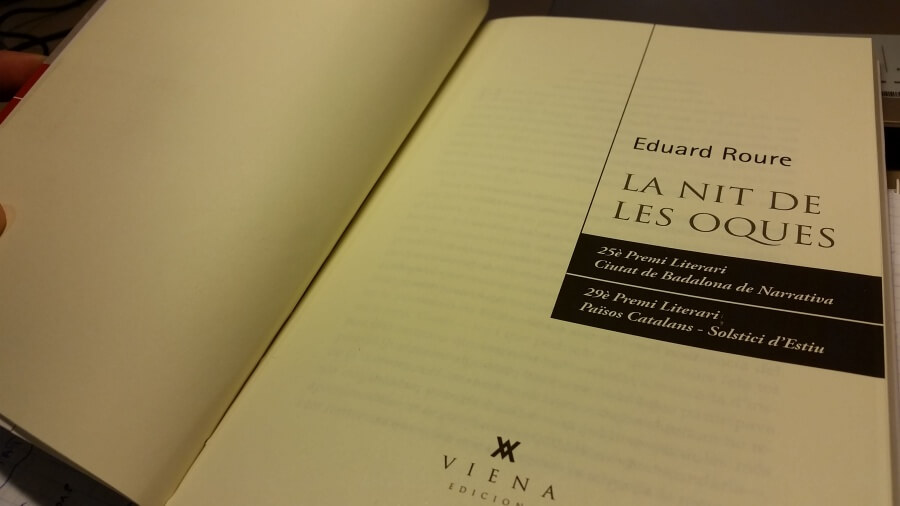 Eduard Roure
LA NIT DE
LES OQUES
25è Premi Literari
Ciutat de Badalona de Narrativa
29è Premi Literari
Països Catalans - Solstici d'Estiu
VIENA